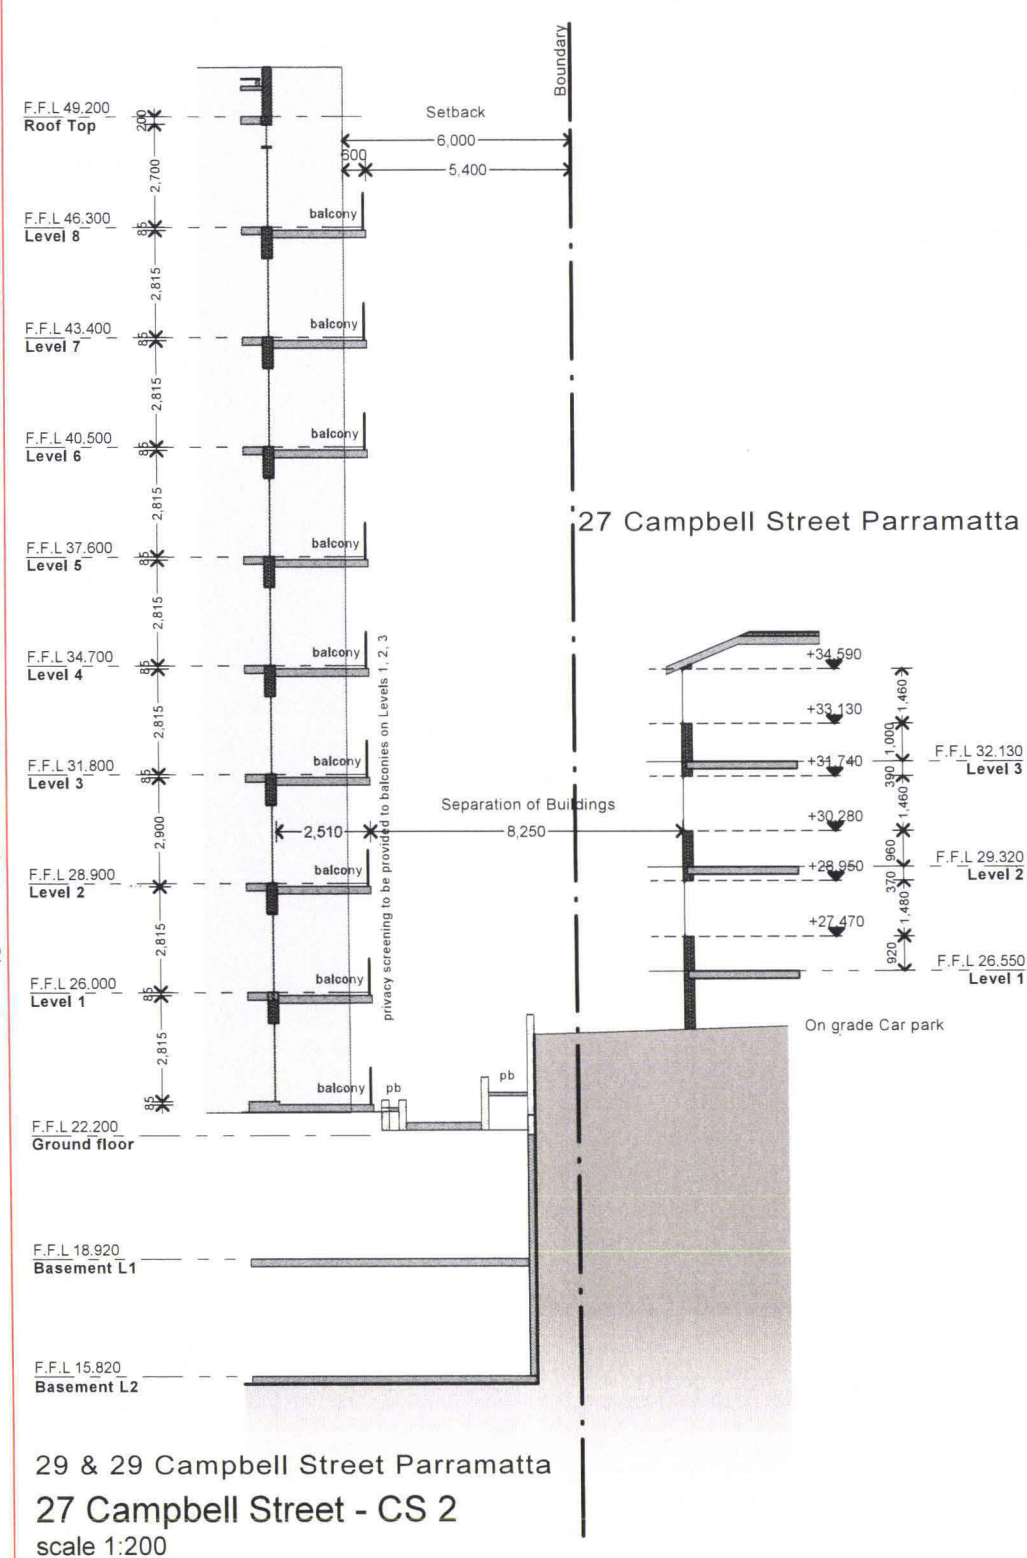 Boundary
F.F.L 49.200
Roof Top
200
Setback
6,000
600
5,400
2,700
F.F.L 46.300
Level 8
85
balcony
2,815
F.F.L 43.400
Level 7
85
balcony
2,815
F.F.L 40.500
Level 6
85
balcony
2,815
27 Campbell Street Parramatta
F.F.L 37.600
Level 5
85
balcony
2,815
F.F.L 34.700
Level 4
85
balcony
privacy screening to be provided to balconies on Levels 1, 2, 3
+34,590
1,460
2,815
+33,130
1,000
F.F.L 31.800
Level 3
85
balcony
+31,740
390
F.F.L 32.130
Level 3
1,460
Separation of Buildings
2,510
8,250
2,900
+30,280
960
F.F.L 28.900
Level 2
85
balcony
+28,950
370
F.F.L 29.320
Level 2
1,480
2,815
+27,470
920
F.F.L 26.000
Level 1
85
balcony
F.F.L 26.550
Level 1
On grade Car park
2,815
balcony
pb
pb
85
F.F.L 22.200
Ground floor
F.F.L 18.920
Basement L1
F.F.L 15.820
Basement L2
29 & 29 Campbell Street Parramatta
27 Campbell Street - CS 2
scale 1:200